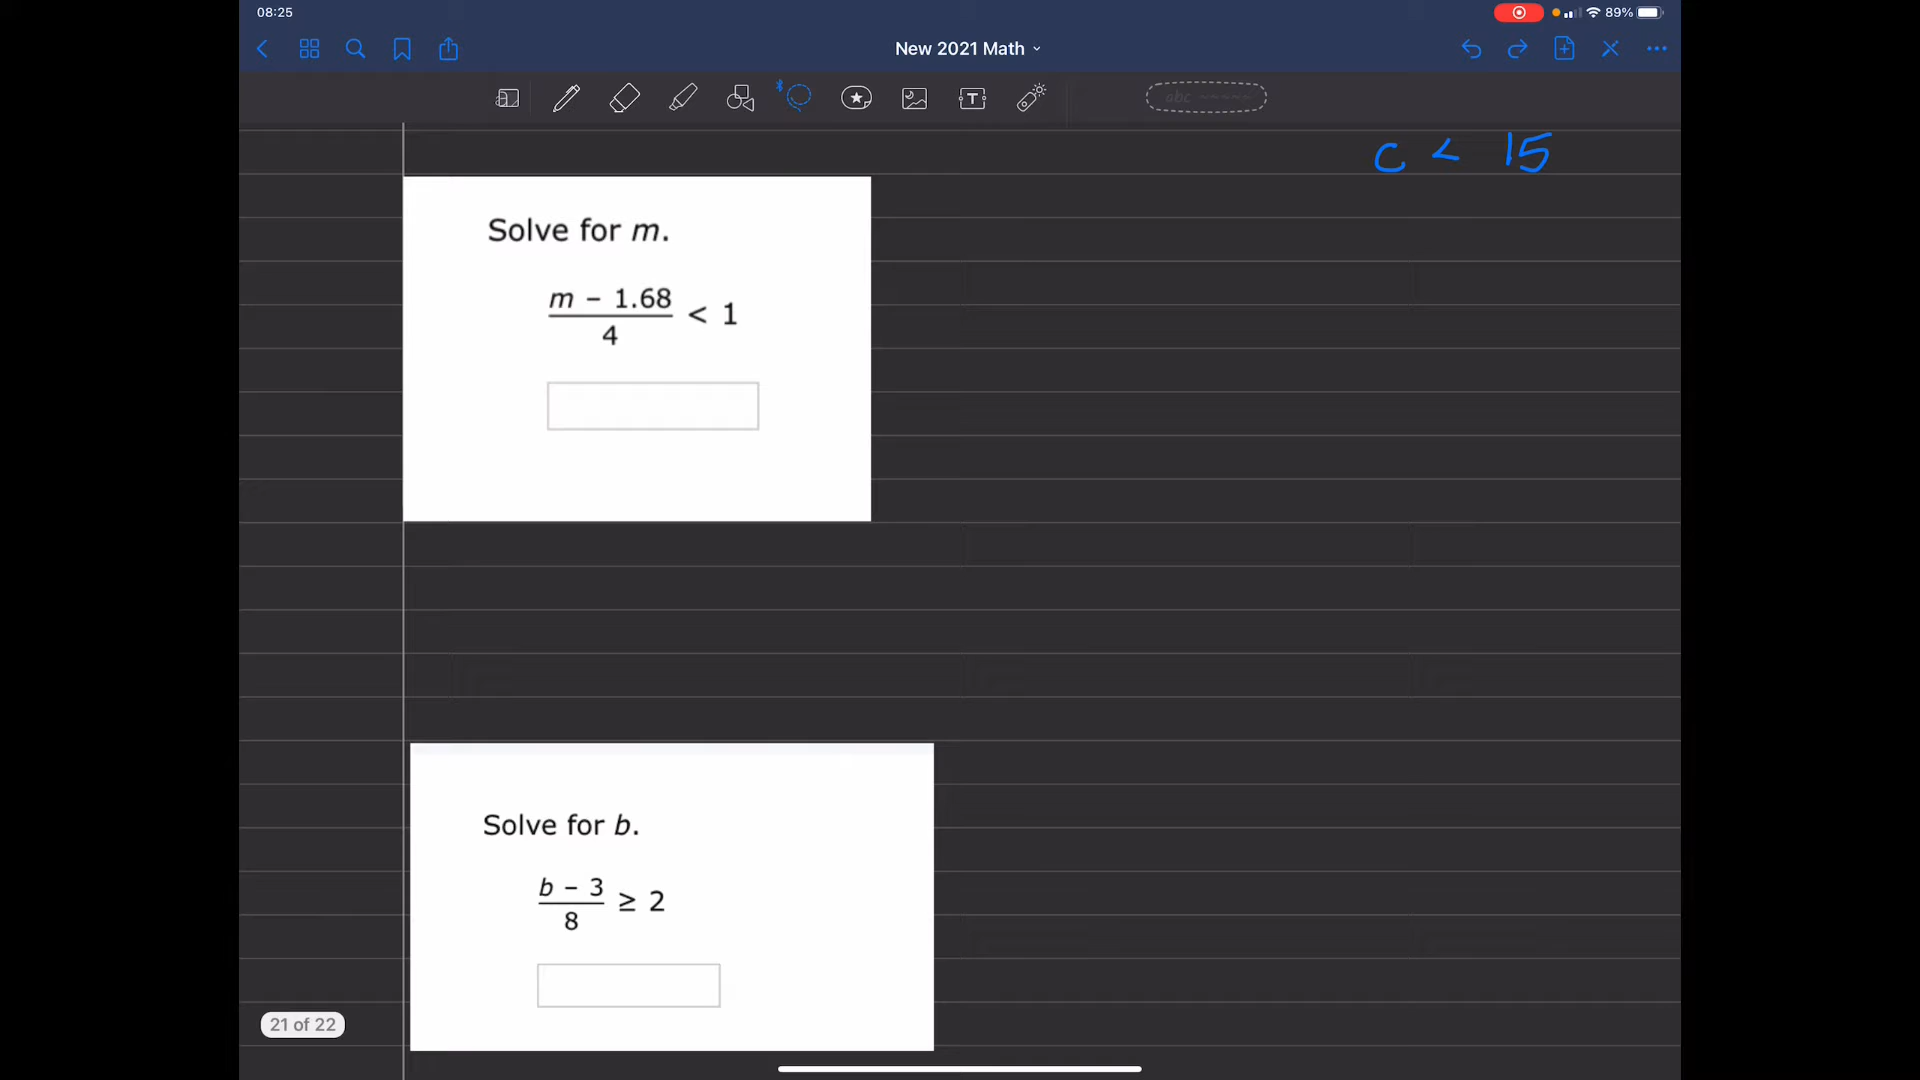 08:25
89%
New 2021 Math
T
abc
c < 15
Solve for m.
m – 1.68
4
< 1
Solve for b.
b – 3
8
≥ 2
21 of 22